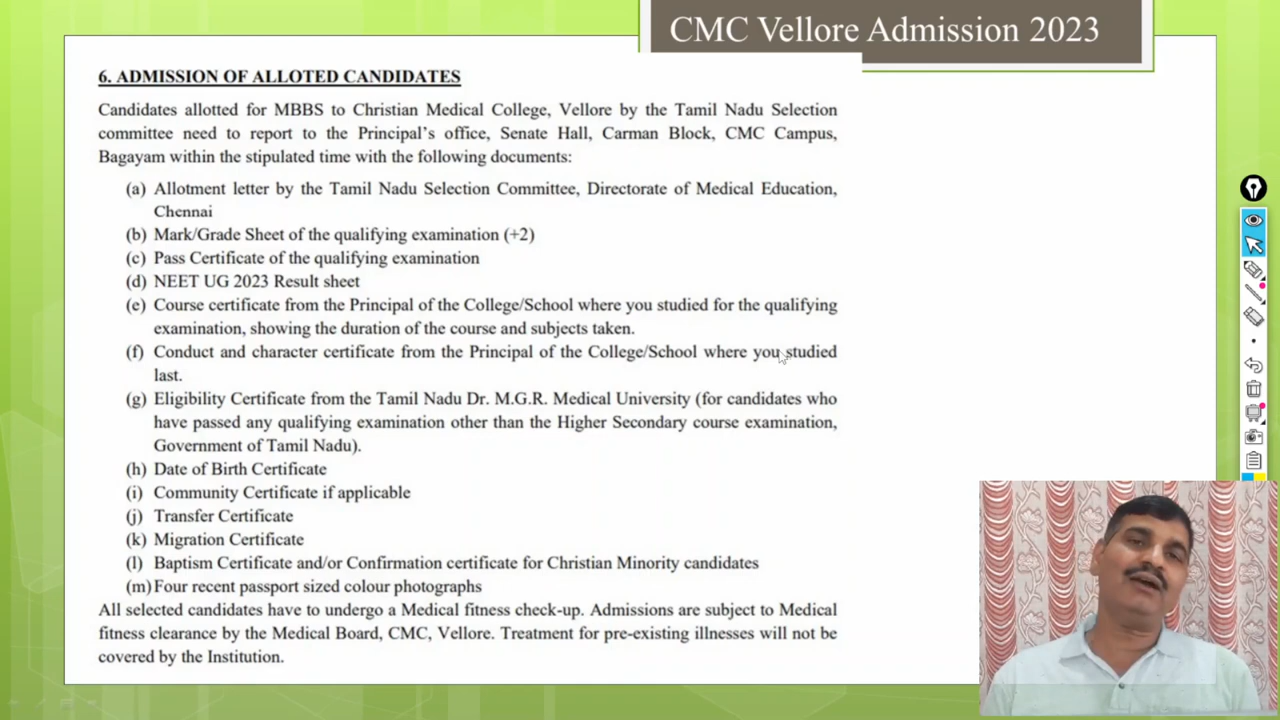 CMC Vellore Admission 2023
6. ADMISSION OF ALLOTED CANDIDATES
Candidates allotted for MBBS to Christian Medical College, Vellore by the Tamil Nadu Selection
committee need to report to the Principal's office, Senate Hall, Carman Block, CMC Campus,
Bagayam within the stipulated time with the following documents:
(a) Allotment letter by the Tamil Nadu Selection Committee, Directorate of Medical Education,
Chennai
(b) Mark/Grade Sheet of the qualifying examination (+2)
(c) Pass Certificate of the qualifying examination
(d) NEET UG 2023 Result sheet
(e) Course certificate from the Principal of the College/School where you studied for the qualifying
examination, showing the duration of the course and subjects taken.
(f) Conduct and character certificate from the Principal of the College/School where you studied
last.
(g) Eligibility Certificate from the Tamil Nadu Dr. M.G.R. Medical University (for candidates who
have passed any qualifying examination other than the Higher Secondary course examination,
Government of Tamil Nadu).
(h) Date of Birth Certificate
(i) Community Certificate if applicable
(j) Transfer Certificate
(k) Migration Certificate
(l) Baptism Certificate and/or Confirmation certificate for Christian Minority candidates
(m) Four recent passport sized colour photographs
All selected candidates have to undergo a Medical fitness check-up. Admissions are subject to Medical
fitness clearance by the Medical Board, CMC, Vellore. Treatment for pre-existing illnesses will not be
covered by the Institution.